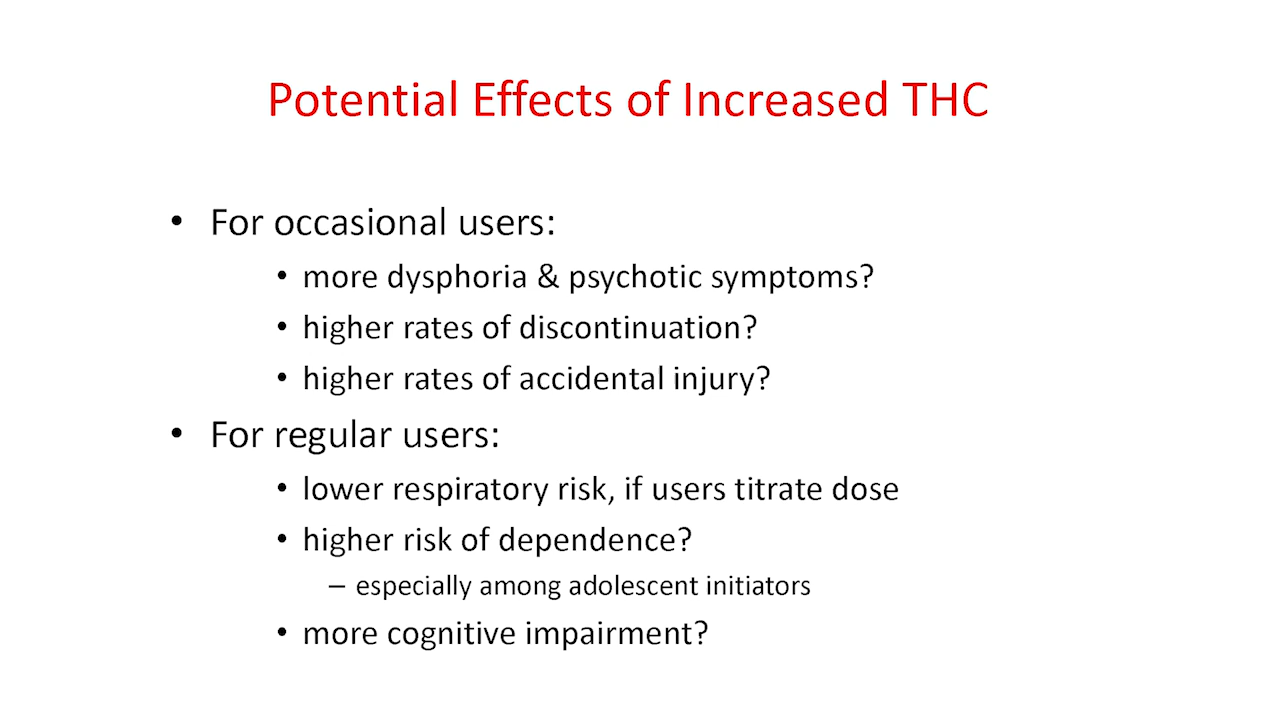 Potential Effects of Increased THC
• For occasional users:
• more dysphoria & psychotic symptoms?
• higher rates of discontinuation?
• higher rates of accidental injury?
• For regular users:
• lower respiratory risk, if users titrate dose
• higher risk of dependence?
– especially among adolescent initiators
• more cognitive impairment?